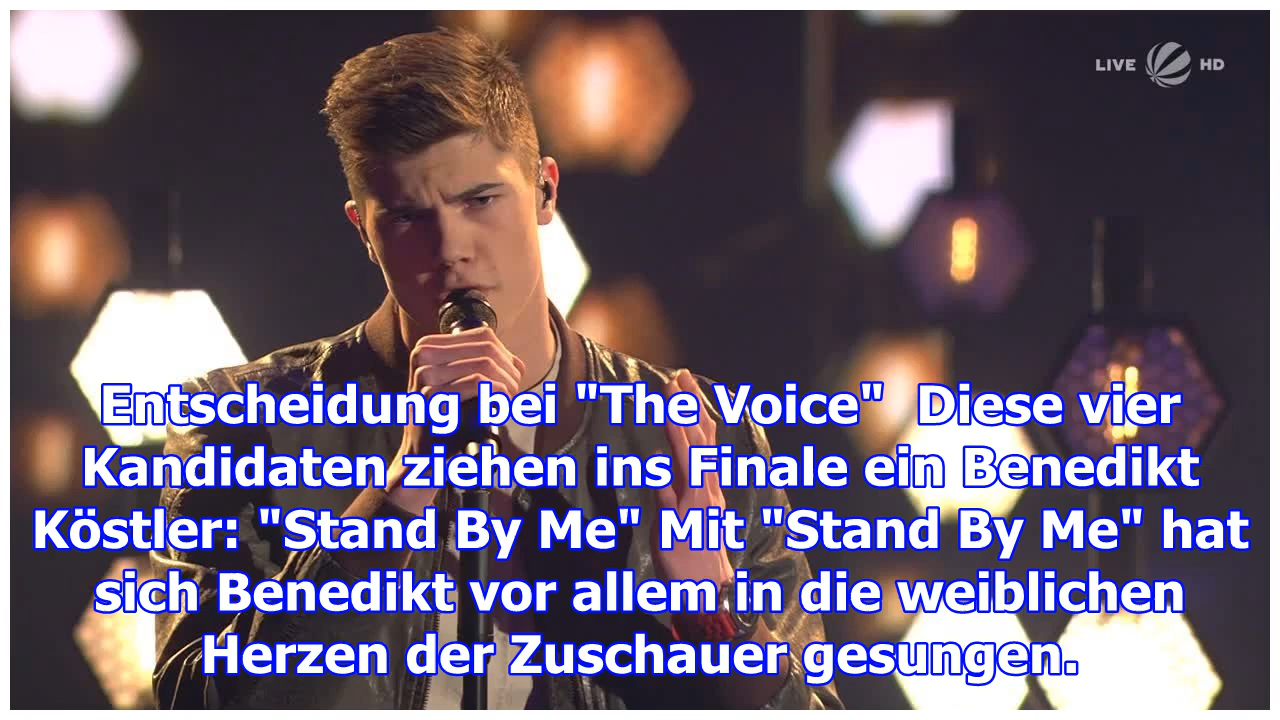 LIVE HD
Entscheidung bei "The Voice"  Diese vier
Kandidaten ziehen ins Finale ein Benedikt
Köstler: "Stand By Me" Mit "Stand By Me" hat
sich Benedikt vor allem in die weiblichen
Herzen der Zuschauer gesungen.